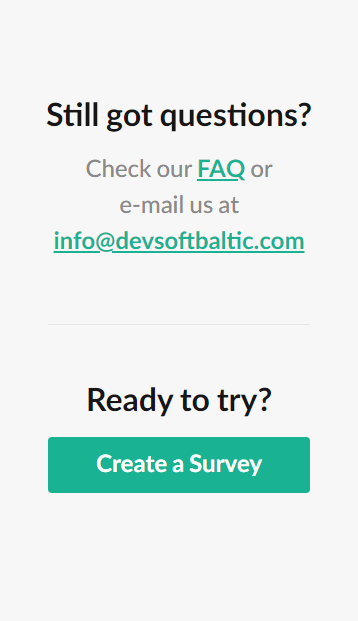 Still got questions?
Check our FAQ or
e-mail us at
info@devsoftbaltic.com
Ready to try?
Create a Survey